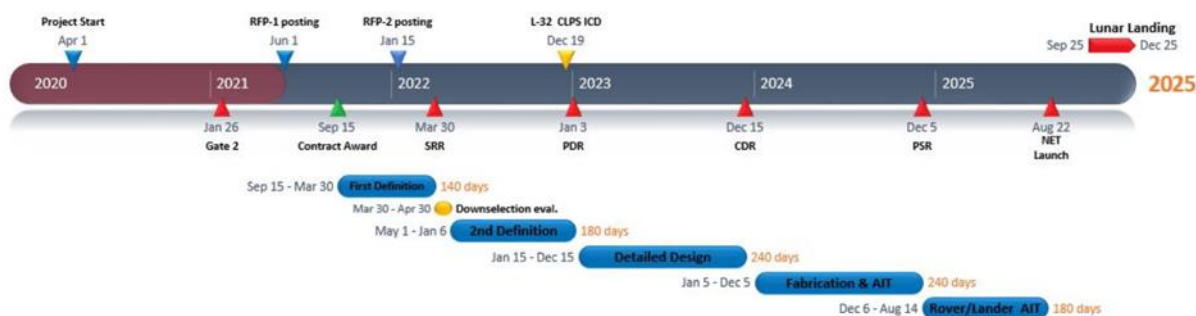 Project Start
Apr 1
RFP-1 posting
Jun 1
RFP-2 posting
Jan 15
L-32 CLPS ICD
Dec 19
Lunar Landing
Sep 25 Dec 25
2020 2021 2022 2023 2024 2025 2025
Jan 26
Gate 2
Sep 15
Contract Award
Mar 30
SRR
Jan 3
PDR
Dec 15
CDR
Dec 5
PSR
Aug 22
NET
Launch
Sep 15 - Mar 30 First Definition 140 days
Mar 30 - Apr 30 Downselection eval.
May 1 - Jan 6 2nd Definition 180 days
Jan 15 - Dec 15 Detailed Design 240 days
Jan 5 - Dec 5 Fabrication & AIT 240 days
Dec 6 - Aug 14 Rover/Lander AIT 180 days